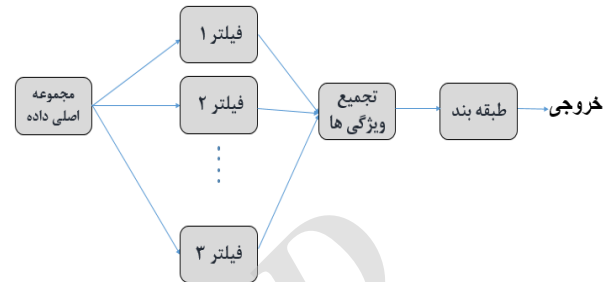 فیلتر ۱
مجموعه
اصلی داده
فیلتر ۲
تجمیع
ویژگی ها
طبقه بند
خروجی
فیلتر ۳